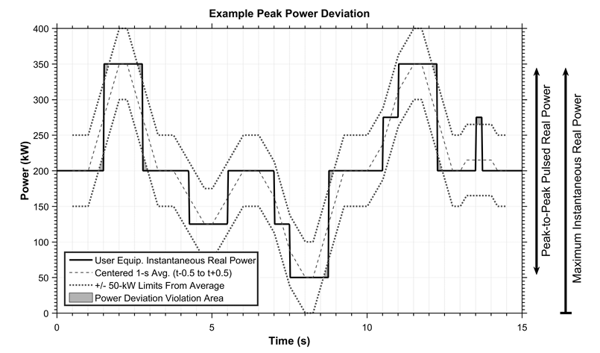 Example Peak Power Deviation
400
350
300
250
200
150
100
50
0
Power (kW)
User Equip. Instantaneous Real Power
Centered 1-s Avg. (t-0.5 to t+0.5)
+/- 50-kW Limits From Average
Power Deviation Violation Area
0 5 10 15
Time (s)
Peak-to-Peak Pulsed Real Power
Maximum Instantaneous Real Power